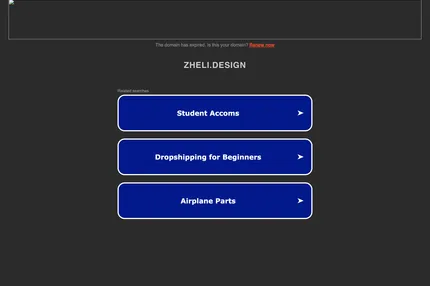 The domain has expired. Is this your domain? Renew now
ZHELI.DESIGN
Related searches
Student Accoms
Dropshipping for Beginners
Airplane Parts